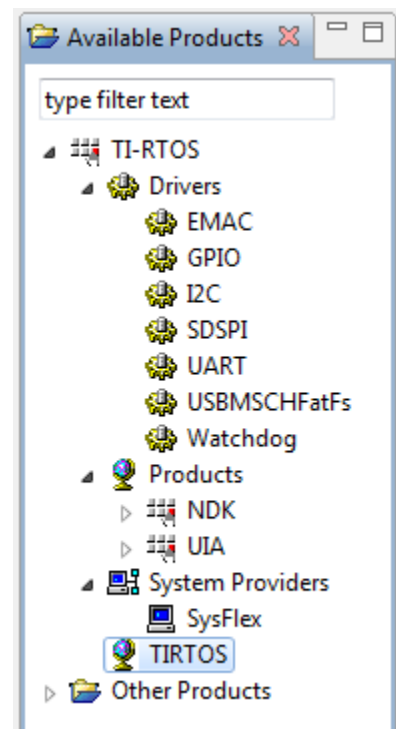 Available Products
type filter text
TI-RTOS
Drivers
EMAC
GPIO
I2C
SDSPI
UART
USBMSCHFatFs
Watchdog
Products
NDK
UIA
System Providers
SysFlex
TIRTOS
Other Products